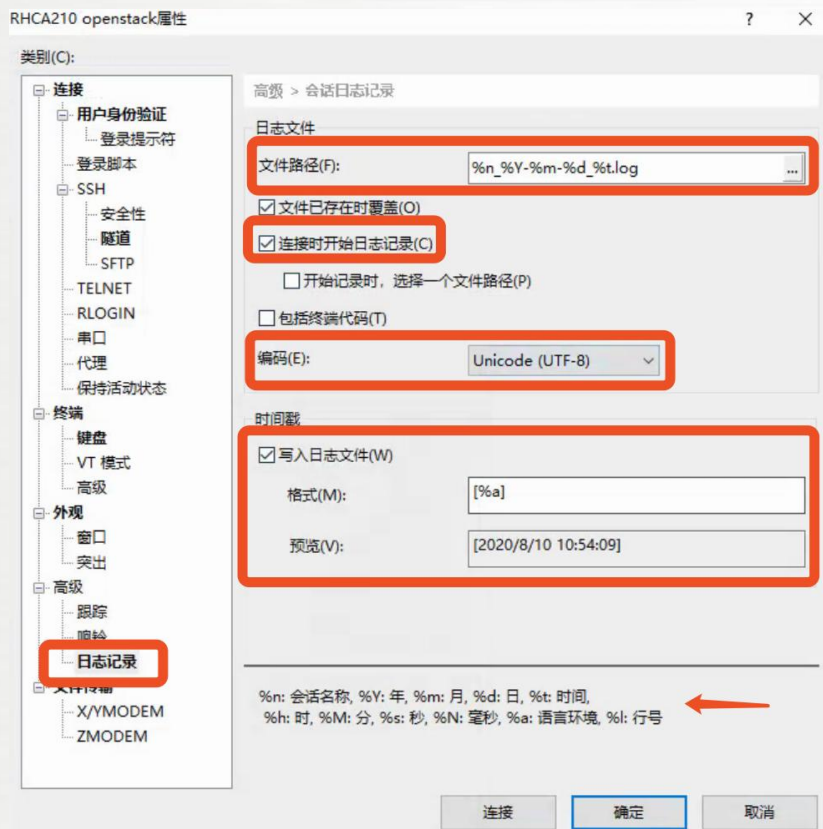 RHCA210 openstack属性
?
×
类别(C):
连接
用户身份验证
登录提示符
登录脚本
SSH
安全性
隧道
SFTP
TELNET
RLOGIN
串口
代理
保持活动状态
终端
键盘
VT 模式
高级
外观
窗口
突出
高级
跟踪
响铃
日志记录
文件传输
X/YMODEM
ZMODEM
高级 > 会话日志记录
日志文件
文件路径(F):
%n_%Y-%m-%d_%t.log
...
文件已存在时覆盖(O)
连接时开始日志记录(C)
开始记录时，选择一个文件路径(P)
包括终端代码(T)
编码(E):
Unicode (UTF-8)
时间戳
写入日志文件(W)
格式(M):
[%a]
预览(V):
[2020/8/10 10:54:09]
%n: 会话名称, %Y: 年, %m: 月, %d: 日, %t: 时间,
%h: 时, %M: 分, %s: 秒, %N: 毫秒, %a: 语言环境, %l: 行号
连接
确定
取消